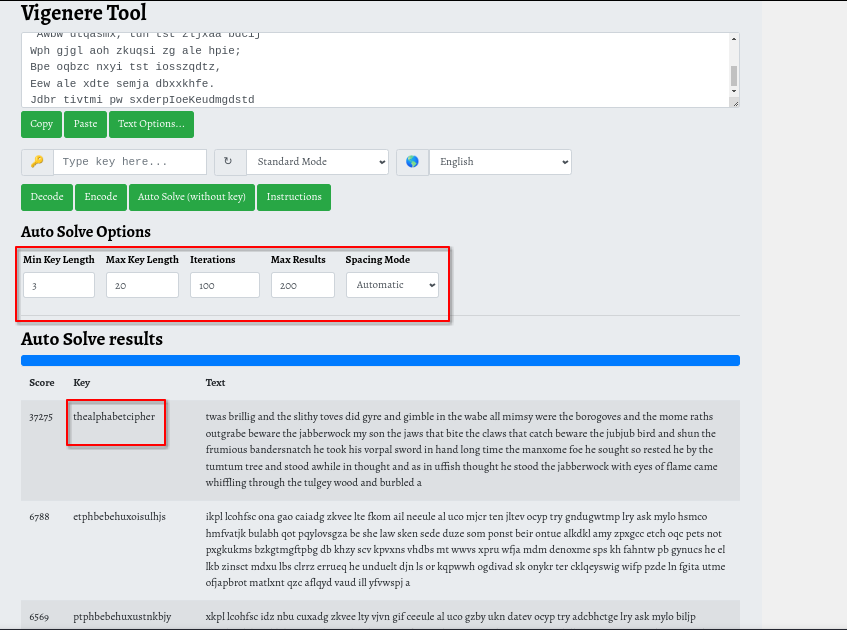 Vigenere Tool
'Awbw utqasmx, tuh tst zljxaa bdcij
Wph gjgl aoh zkuqsi zg ale hpie;
Bpe oqbzc nxyi tst iosszqdtz,
Eew ale xdte semja dbxxkhfe.
Jdbr tivtmi pw sxderpIoeKeudmgdstd
Copy Paste Text Options...
Type key here... Standard Mode English
Decode Encode Auto Solve (without key) Instructions
Auto Solve Options
Min Key Length Max Key Length Iterations Max Results Spacing Mode
3 20 100 200 Automatic
Auto Solve results
Score Key Text
37275 thealphabetcipher twas brillig and the slithy toves did gyre and gimble in the wabe all mimsy were the borogoves and the mome raths
outgrabe beware the jabberwock my son the jaws that bite the claws that catch beware the jubjub bird and shun the
frumious bandersnatch he took his vorpal sword in hand long time the manxome foe he sought so rested he by the
tumtum tree and stood awhile in thought and as in uffish thought he stood the jabberwock with eyes of flame came
whiffling through the tulgey wood and burbled a
6788 etphbebehuxoisulhjs ikpl lcohfsc ona gao caiadg zkvee lte fkom ail neeule al uco mjcr ten jltev ocyp try gndugwtmp lry ask mylo hsmco
hmfvatjk bulabh qot pqylovsgza be she law sken sede duze som ponst beir ontue alkdkl amy zpxgcc etch oqc pets not
pxgkukms bzkgtmgftpbg db khzy scv kpvxns vhdbs mt wwvs xpru wfja mdm denoxme sps kh fahntw pb gynucs he el
lkb zinsct mdxu lbs clrrz errueq he unduelt djn ls or kqpwwh ogdivad sk onykr ter cklqeyswig wifp pzde ln fgita utme
ofjapbrot matlxnt qzc aflqyd vaud ill yfvwspj a
6569 ptphbebehuxustnkbjy xkpl lcohfsc idz nbu cuxadg zkvee lty vjvn gif ceeule al uco gzby ukn datev ocyp try adcbhctge lry ask mylo biljp